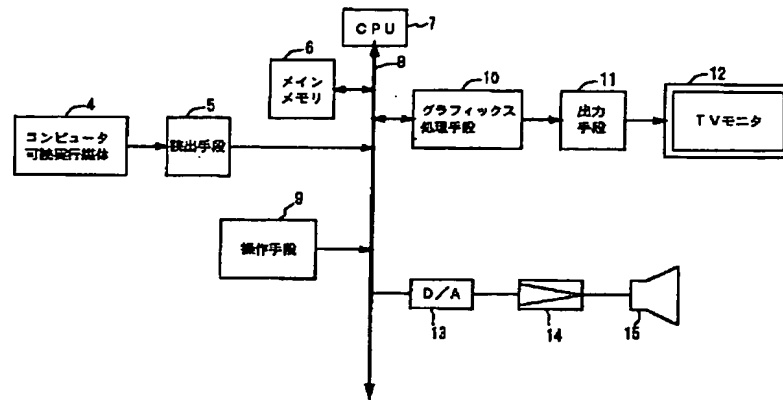 CPU
7
8
6
メイン
メモリ
4
コンピュータ
可読実行媒体
5
読出手段
10
グラフィックス
処理手段
11
出力
手段
12
TVモニタ
9
操作手段
D/A
13
14
15